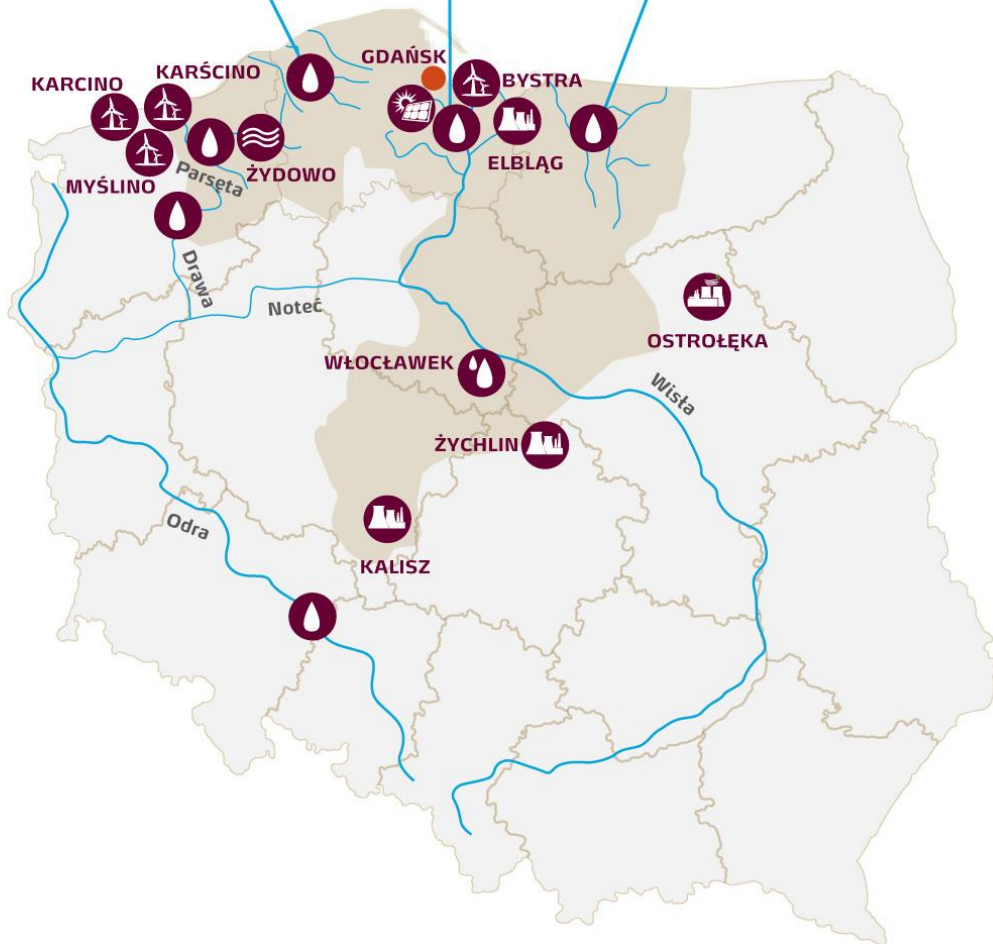 GDAŃSK
KARŚCINO
KARCINO
BYSTRA
ELBLĄG
ŻYDOWO
MYŚLINO
Parsęta
Drawa
Noteć
OSTROŁĘKA
WŁOCŁAWEK
Wisła
ŻYCHLIN
Odra
KALISZ